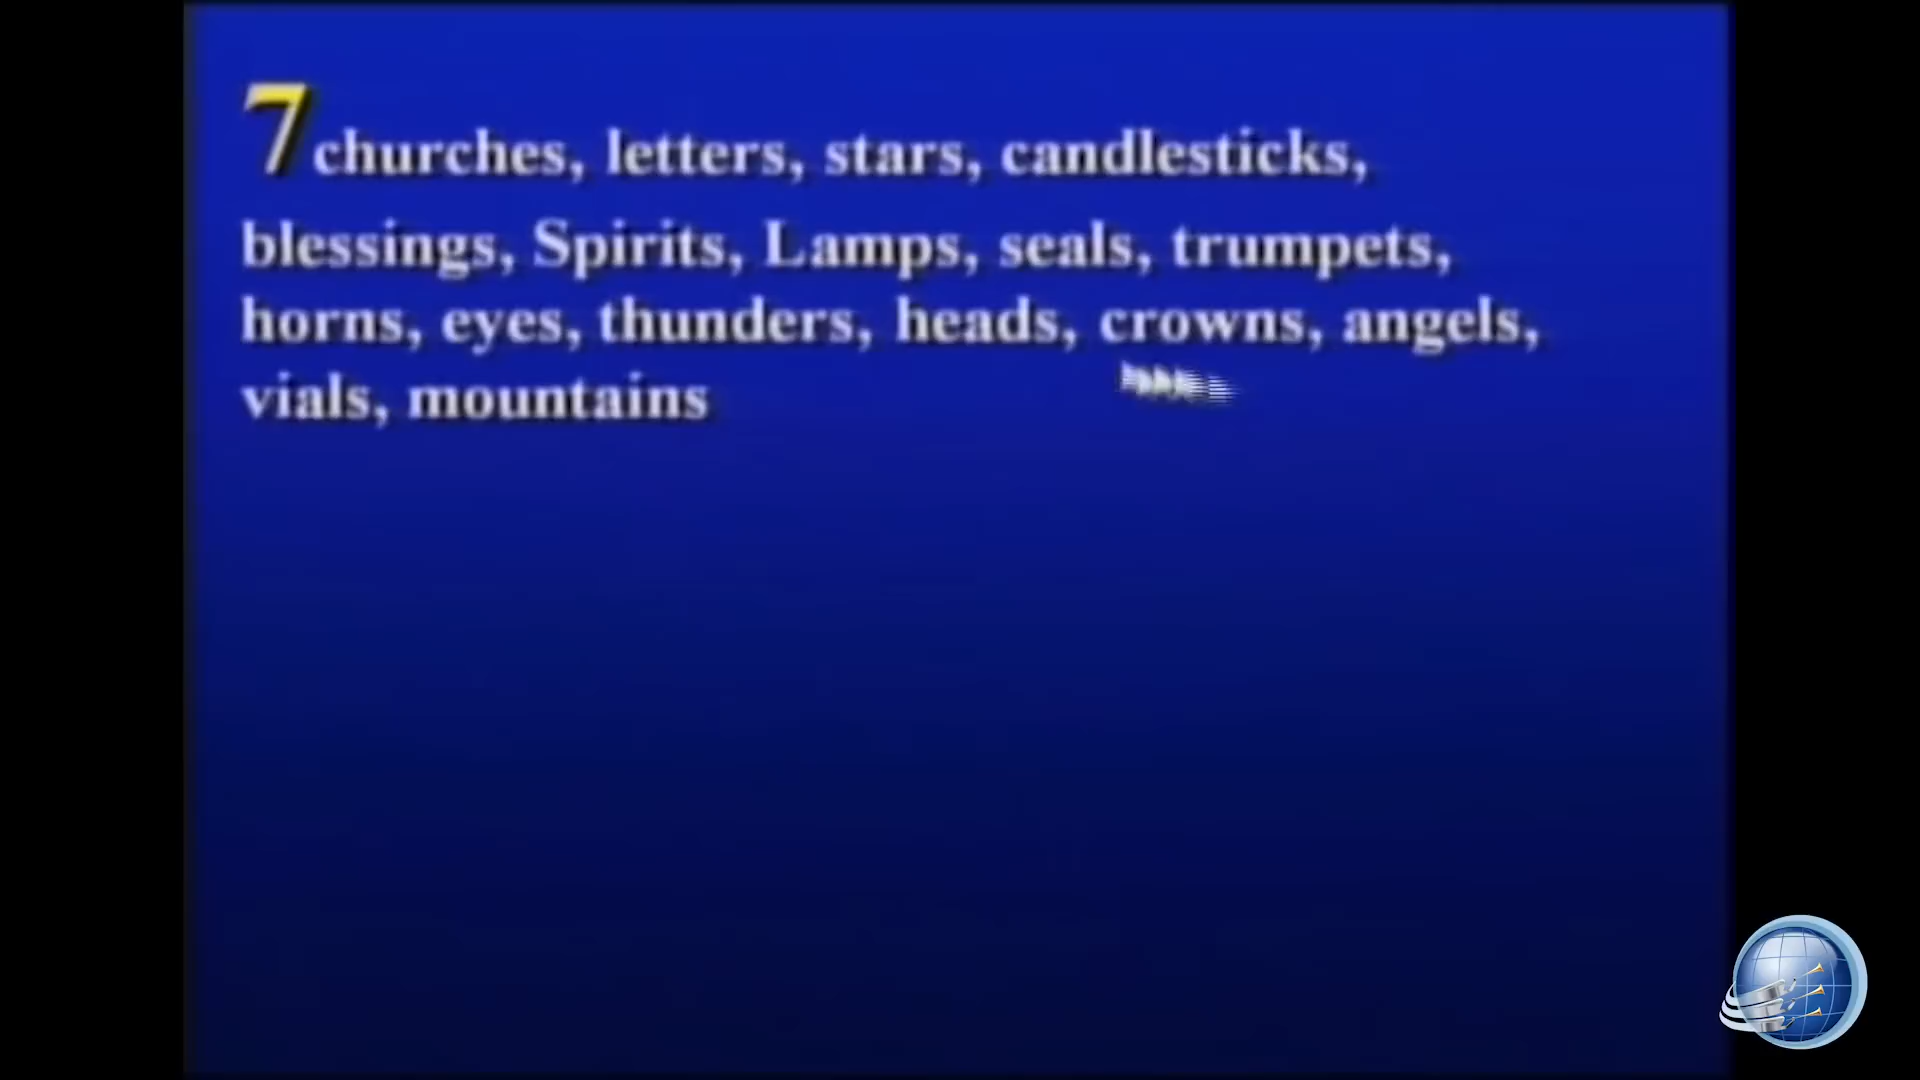 7 churches, letters, stars, candlesticks,
blessings, Spirits, Lamps, seals, trumpets,
horns, eyes, thunders, heads, crowns, angels,
vials, mountains